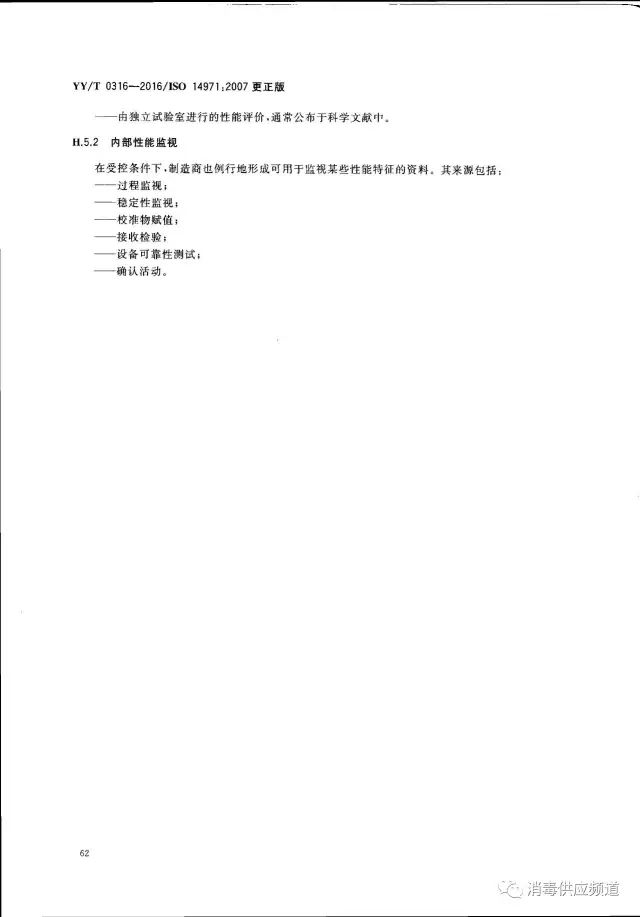 YY/T 0316—2016/ISO 14971:2007 更正版
——由独立试验室进行的性能评价,通常公布于科学文献中。
H.5.2 内部性能监视
在受控条件下,制造商也例行地形成可用于监视某些性能特征的资料。其来源包括:
——过程监视;
——稳定性监视;
——校准物赋值;
——接收检验;
——设备可靠性测试;
——确认活动。
62
消毒供应频道